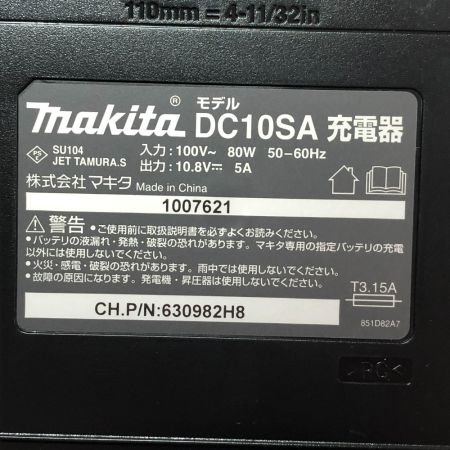 110mm = 4-11/32in
makita® モデル DC10SA 充電器
PSE SU104 JET TAMURA.S
入力：100V~ 80W 50-60Hz
出力：10.8V⎓ 5A
株式会社 マキタ Made in China
1007621
⚠警告 ●ご使用前に取扱説明書を必ずよくお読みください。
●バッテリの液漏れ・発熱・破裂の恐れがあります。マキタ専用の指定バッテリの充電
以外には使用しないでください。
●火災・感電・破裂の恐れがあります。雨中では使用しないでください。
●故障の原因になります。発電機・昇圧器は使用しないでください。
T3.15A
CH.P/N:630982H8
851D82A7
>PC<